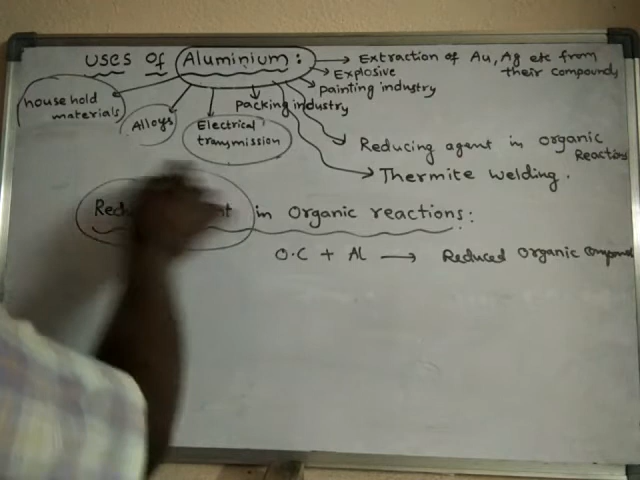 uses of Aluminium:
Extraction of Au, Ag etc from
their compounds
Explosive
painting industry
packing industry
household
materials
Alloys
Electrical
transmission
Reducing agent in organic
Reactions
Thermite welding.
in organic reactions:
O.C + Al → Reduced organic compound